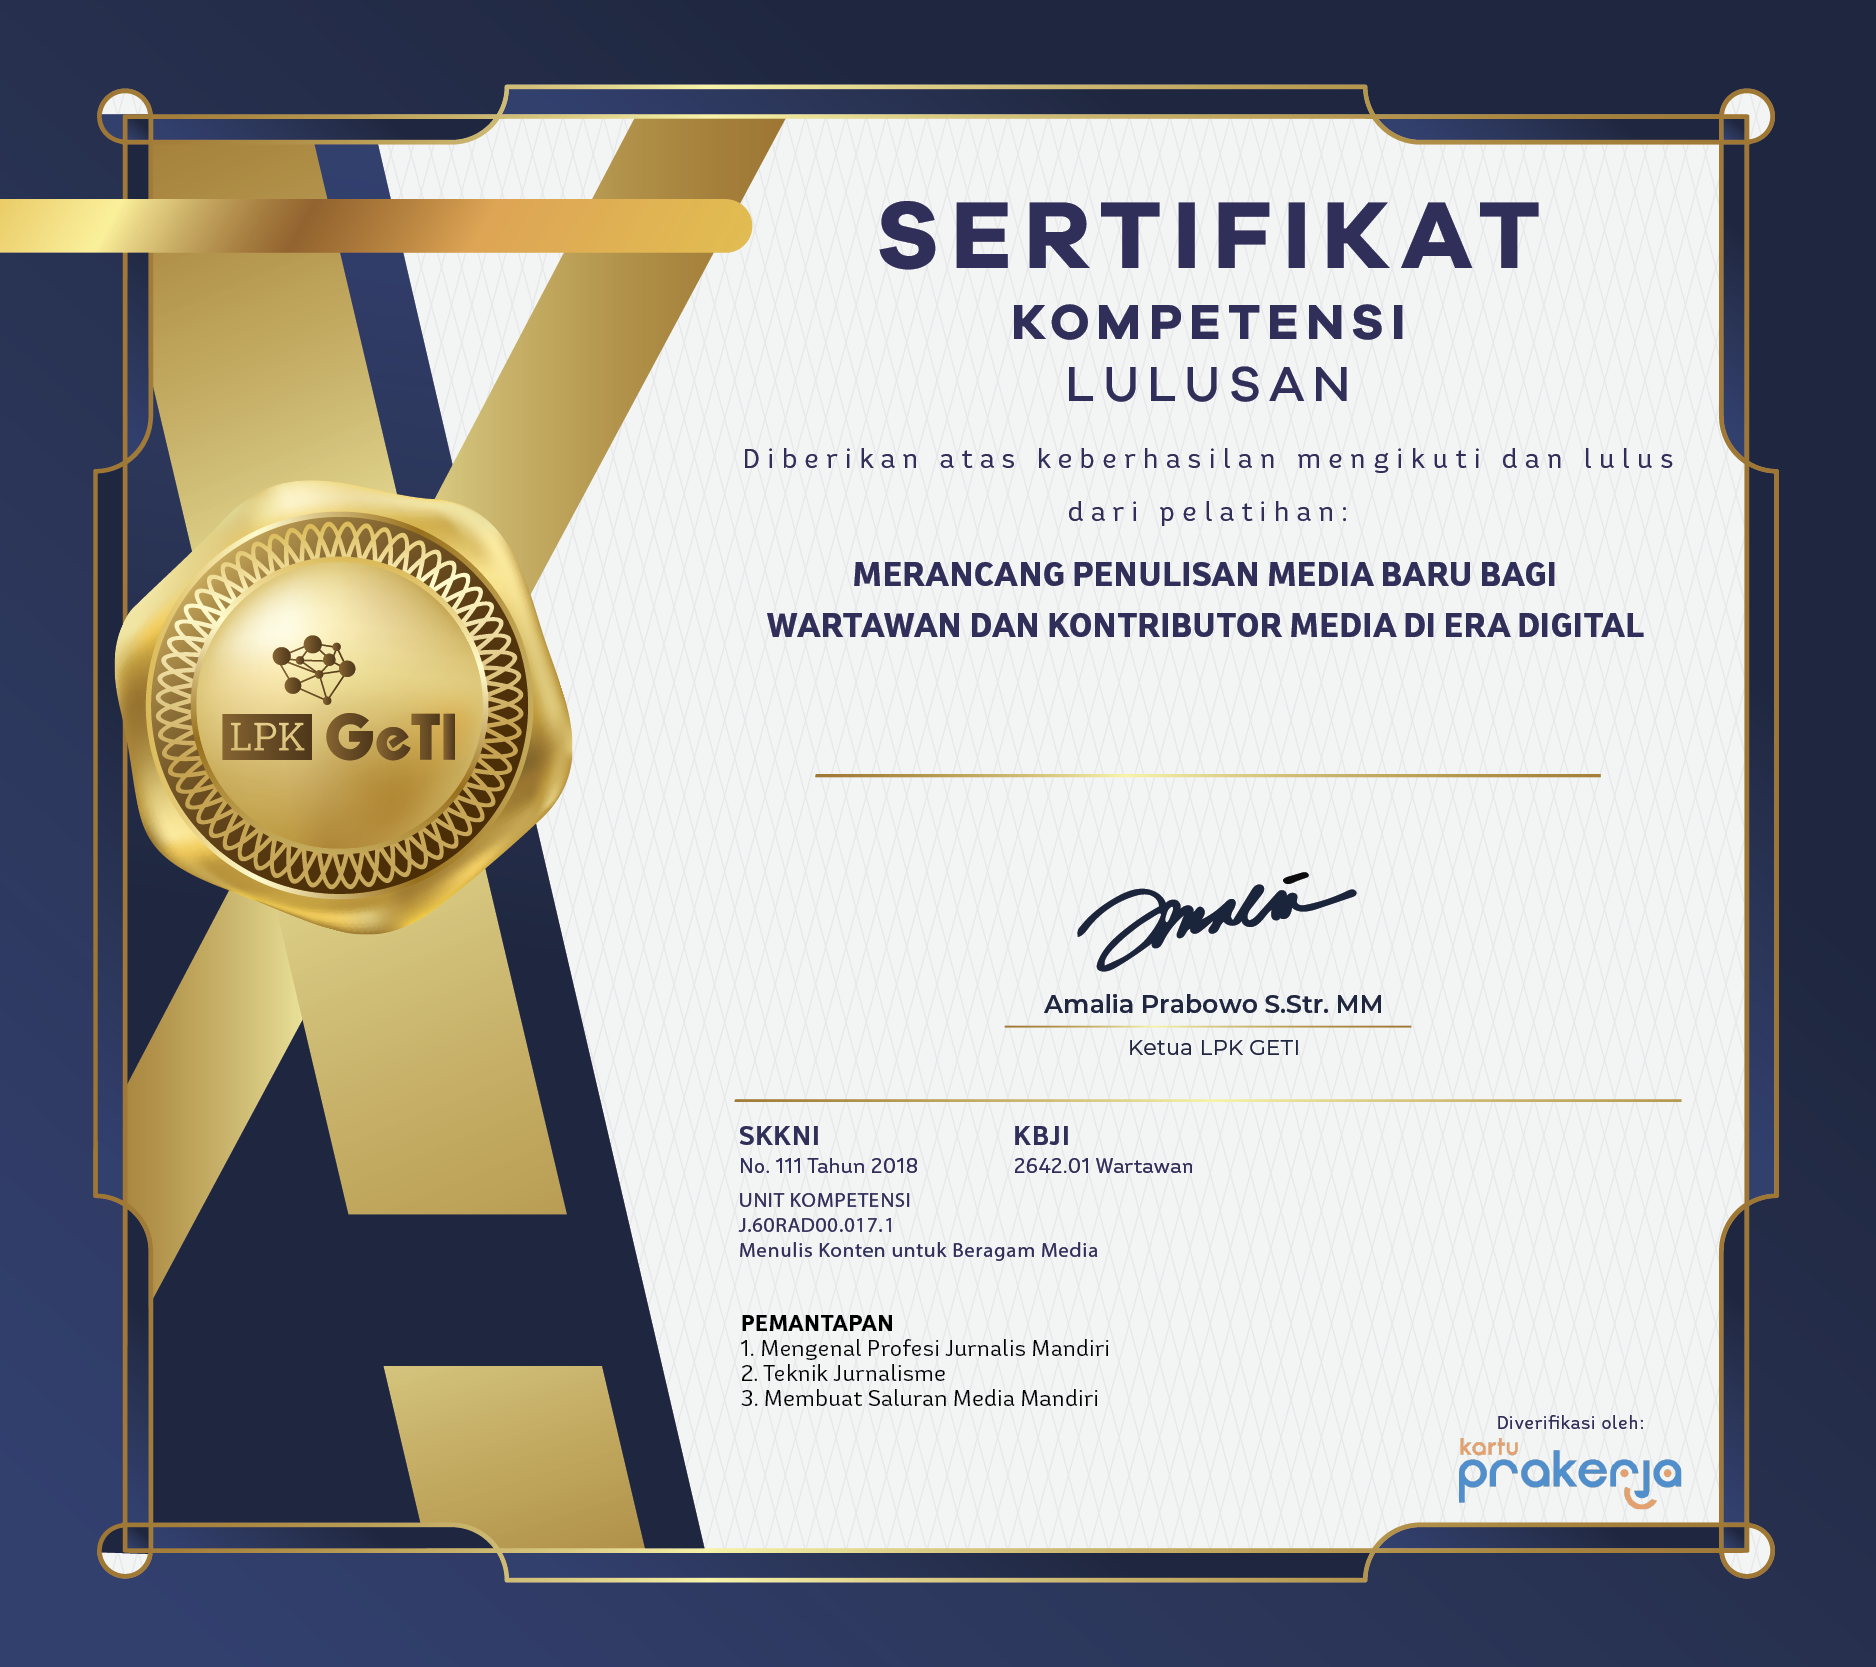 SERTIFIKAT
KOMPETENSI
LULUSAN
Diberikan atas keberhasilan mengikuti dan lulus
dari pelatihan:
MERANCANG PENULISAN MEDIA BARU BAGI
WARTAWAN DAN KONTRIBUTOR MEDIA DI ERA DIGITAL
LPK GeTI
Amalia
Amalia Prabowo S.Str. MM
Ketua LPK GETI
SKKNI
No. 111 Tahun 2018
KBJI
2642.01 Wartawan
UNIT KOMPETENSI
J.60RAD00.017.1
Menulis Konten untuk Beragam Media
PEMANTAPAN
1. Mengenal Profesi Jurnalis Mandiri
2. Teknik Jurnalisme
3. Membuat Saluran Media Mandiri
Diverifikasi oleh:
kartu
prakerja